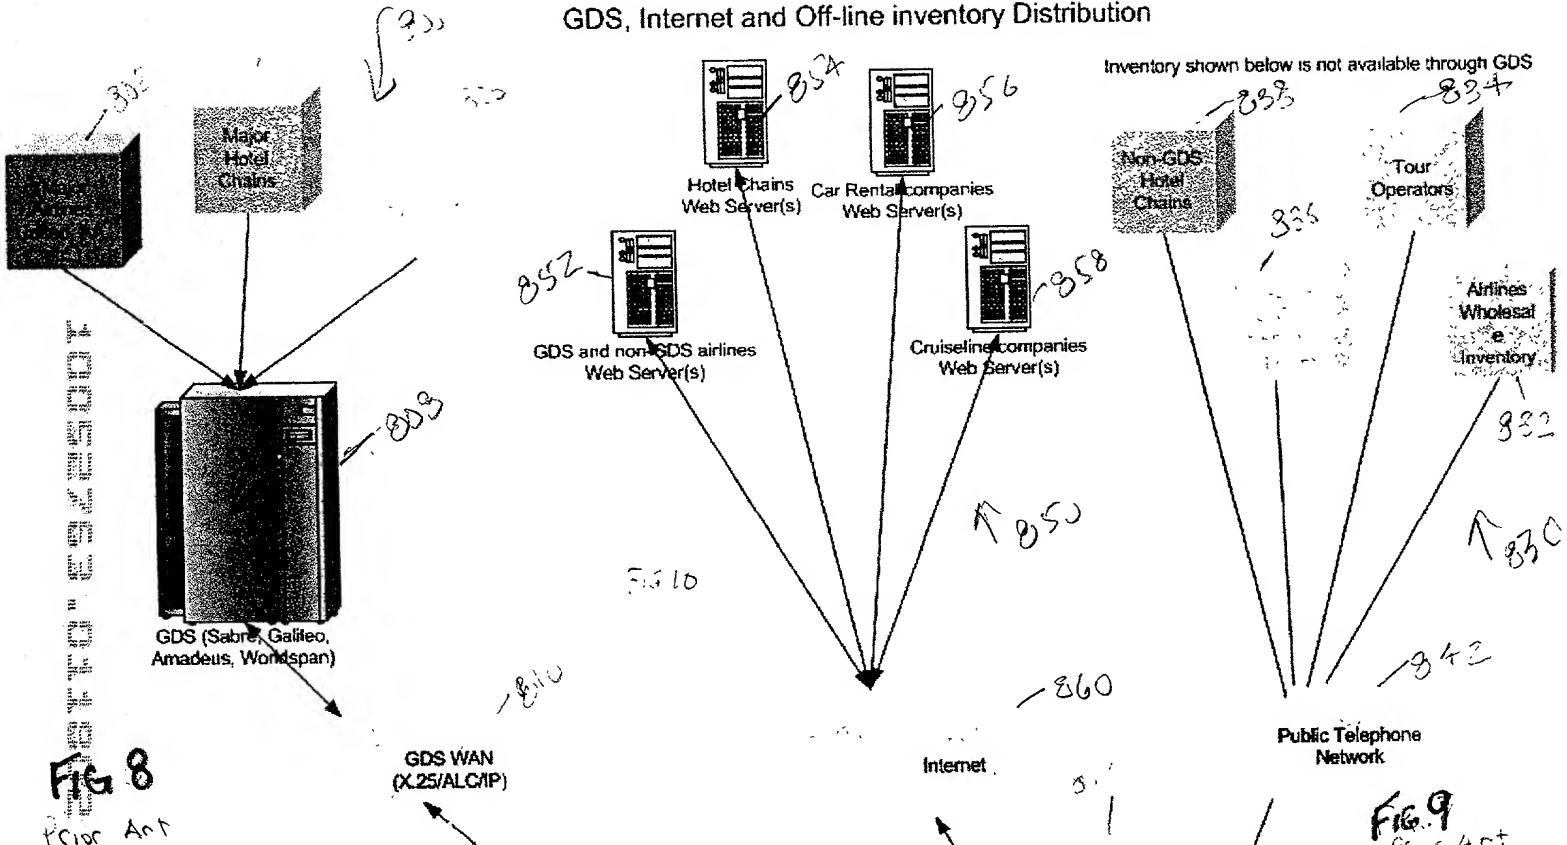 GDS, Internet and Off-line inventory Distribution
Inventory shown below is not available through GDS
802
Major
Hotel
Chains
854
856
838
834
Non-GDS
Hotel
Chains
Tour
Operators
Hotel Chains
Web Server(s)
Car Rental companies
Web Server(s)
852
858
836
Airlines
Wholesal
e
Inventory
GDS and non-GDS airlines
Web Server(s)
Cruiseline companies
Web Server(s)
808
832
850
830
FIG 10
GDS (Sabre, Galileo,
Amadeus, Worldspan)
810
860
842
GDS WAN
(X.25/ALC/IP)
Internet
Public Telephone
Network
FIG 8
Prior Art
FIG. 9